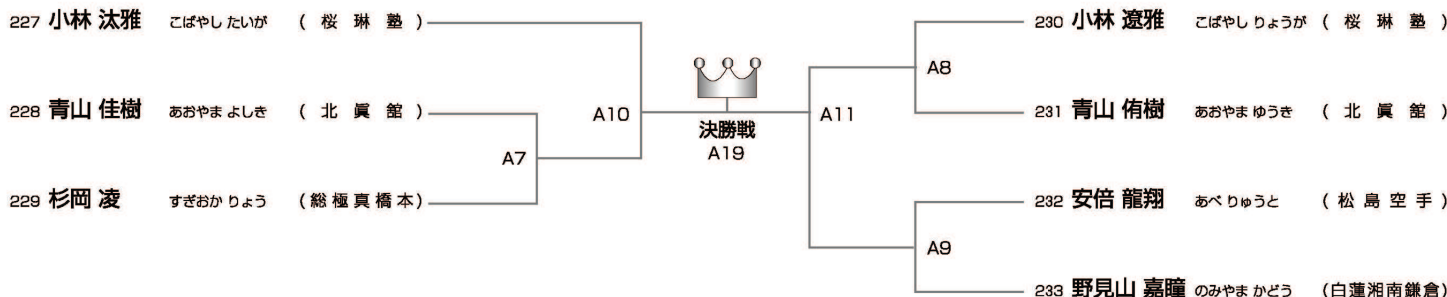 227 小林 汰雅 こばやし たいが (桜琳塾)
228 青山 佳樹 あおやま よしき (北眞舘)
229 杉岡 凌 すぎおか りょう (総極真橋本)
A7
A10
決勝戦
A19
A11
A8
A9
230 小林 遼雅 こばやし りょうが (桜琳塾)
231 青山 侑樹 あおやま ゆうき (北眞舘)
232 安倍 龍翔 あべ りゅうと (松島空手)
233 野見山 嘉瞳 のみやま かどう (白蓮湘南鎌倉)